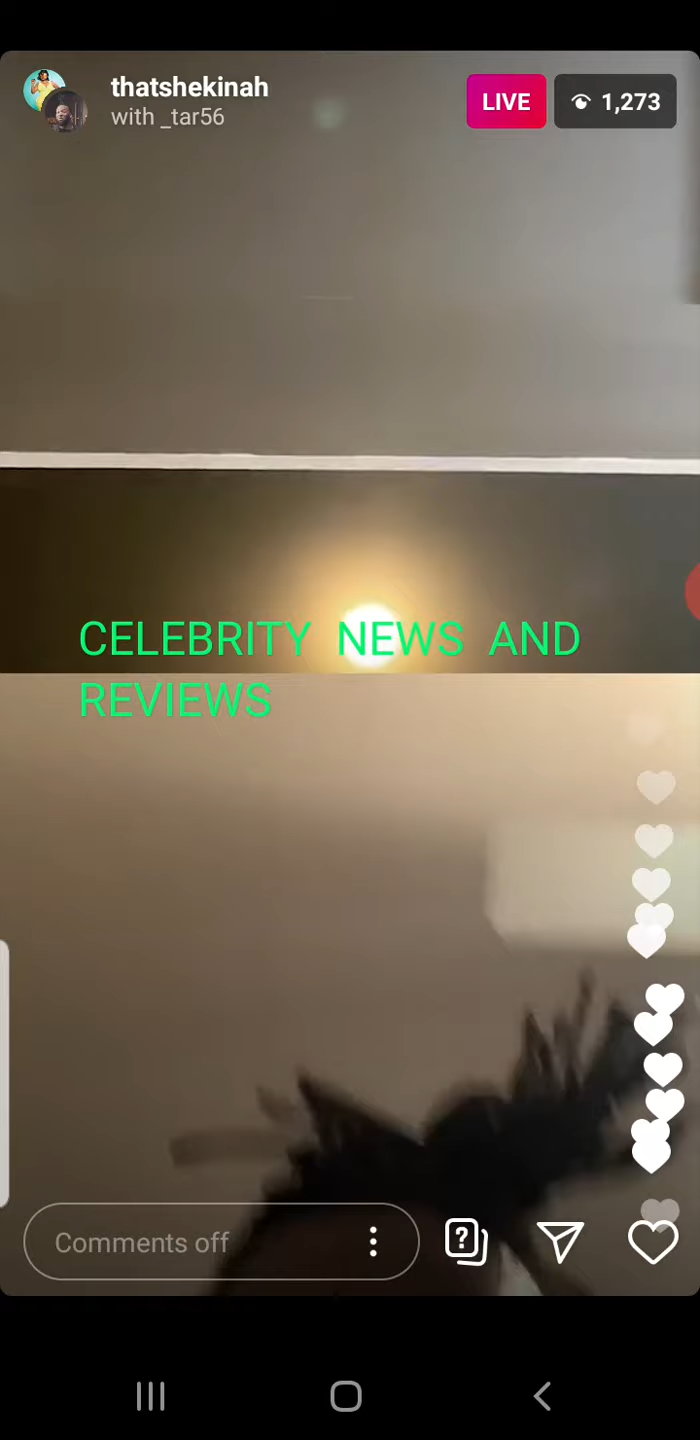 thatshekinah
with _tar56
LIVE
1,273
CELEBRITY NEWS AND
REVIEWS
Comments off
?